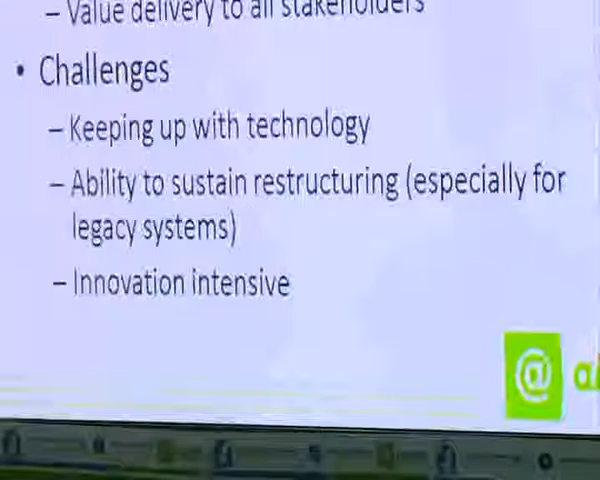 – Value delivery to all stakeholders
• Challenges
– Keeping up with technology
– Ability to sustain restructuring (especially for
legacy systems)
– Innovation intensive
@